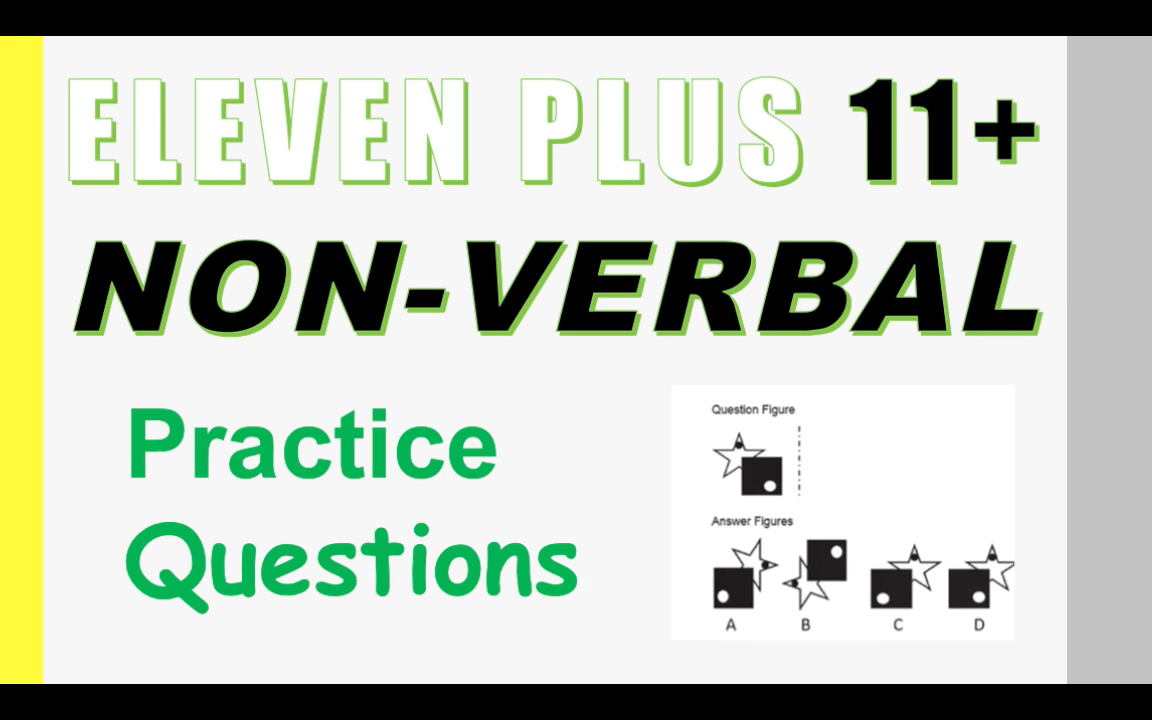 ELEVEN PLUS 11+
NON-VERBAL
Practice
Questions
Question Figure
Answer Figures
A B C D